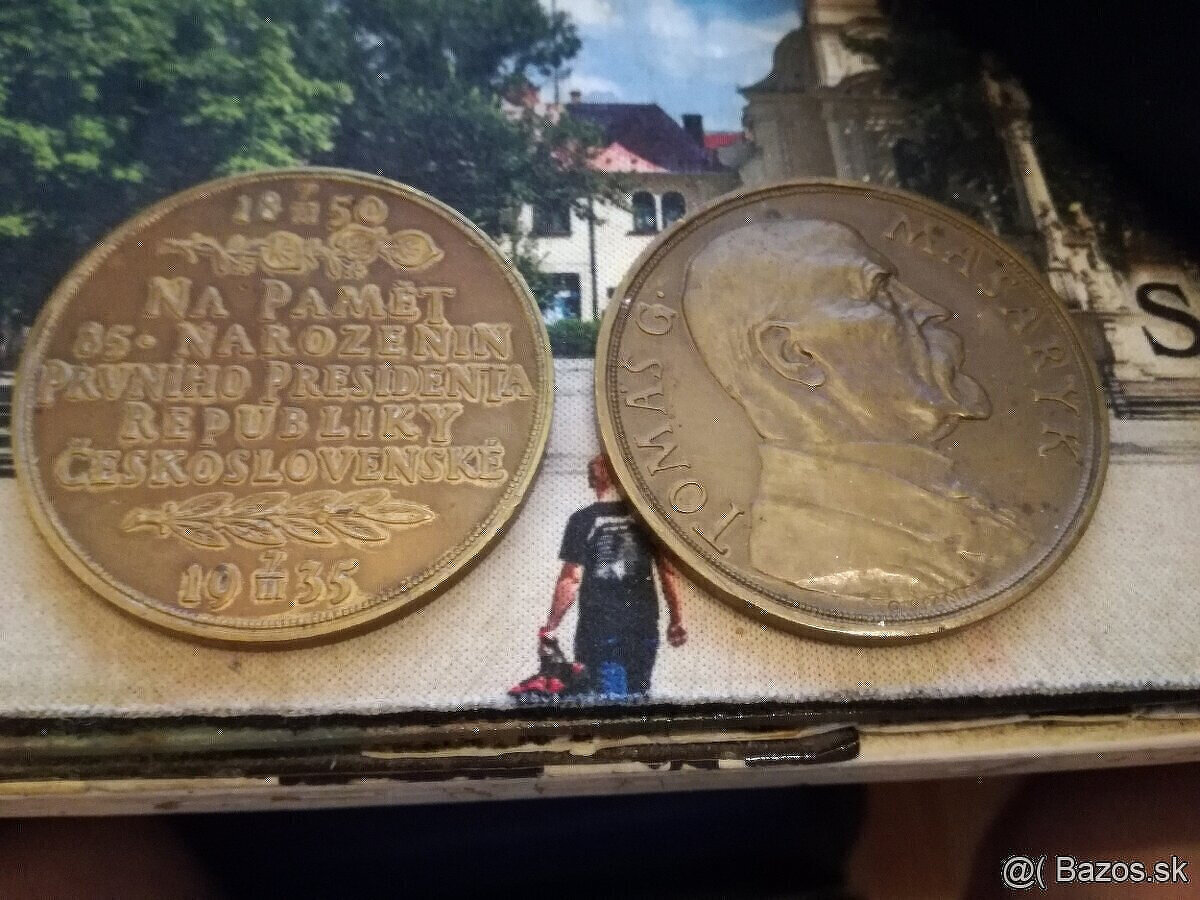 18 7/III 50
NA PAMĚT
85. NAROZENIN
PRVNÍHO PRESIDENTA
REPUBLIKY
ČESKOSLOVENSKÉ
19 7/III 35
TOMÁŠ G. MASARYK
S
@( Bazos.sk